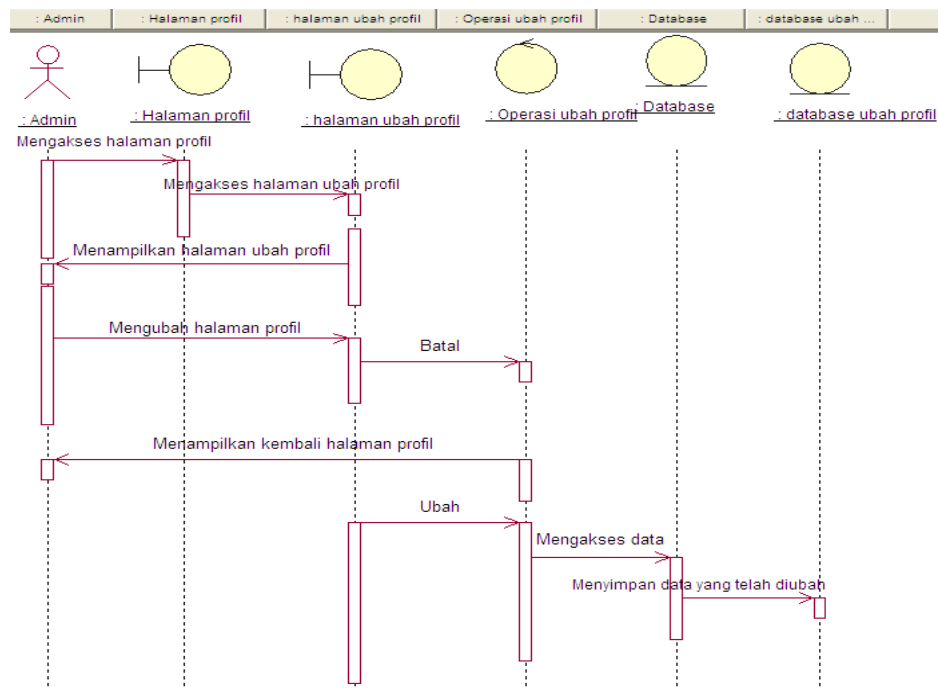 : Admin
: Halaman profil
: halaman ubah profil
: Operasi ubah profil
: Database
: database ubah ...
: Admin
: Halaman profil
: halaman ubah profil
: Operasi ubah profil
: Database
: database ubah profil
Mengakses halaman profil
Mengakses halaman ubah profil
Menampilkan halaman ubah profil
Mengubah halaman profil
Batal
Menampilkan kembali halaman profil
Ubah
Mengakses data
Menyimpan data yang telah diubah